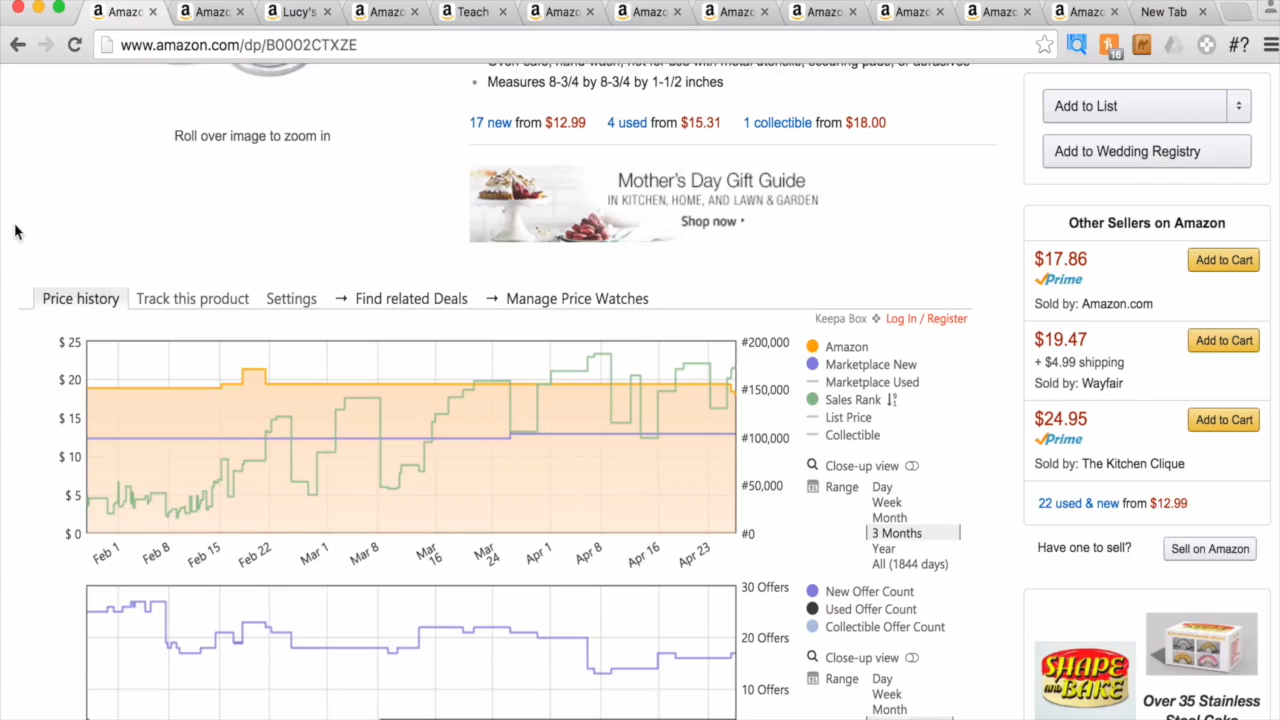 Amazo
Amazo
Lucy's
Amazo
Teach
Amazo
Amazo
Amazo
Amazo
Amazo
Amazo
Amazo
New Tab
www.amazon.com/dp/B0002CTXZE
16
#?
Measures 8-3/4 by 8-3/4 by 1-1/2 inches
Roll over image to zoom in
17 new from $12.99 4 used from $15.31 1 collectible from $18.00
Mother's Day Gift Guide
IN KITCHEN, HOME, AND LAWN & GARDEN
Shop now
Add to List
Add to Wedding Registry
Other Sellers on Amazon
$17.86 Add to Cart
Prime
Sold by: Amazon.com
$19.47 Add to Cart
+ $4.99 shipping
Sold by: Wayfair
$24.95 Add to Cart
Prime
Sold by: The Kitchen Clique
22 used & new from $12.99
Have one to sell? Sell on Amazon
Price history Track this product Settings → Find related Deals → Manage Price Watches
Keepa Box Log In / Register
$ 25
$ 20
$ 15
$ 10
$ 5
$ 0
#200,000
#150,000
#100,000
#50,000
#0
Feb 1
Feb 8
Feb 15
Feb 22
Mar 1
Mar 8
Mar 16
Mar 24
Apr 1
Apr 8
Apr 16
Apr 23
Amazon
Marketplace New
Marketplace Used
Sales Rank
List Price
Collectible
Close-up view
Range Day
Week
Month
3 Months
Year
All (1844 days)
30 Offers
20 Offers
10 Offers
New Offer Count
Used Offer Count
Collectible Offer Count
Close-up view
Range Day
Week
Month
SHAPE
and BAKE
Over 35 Stainless